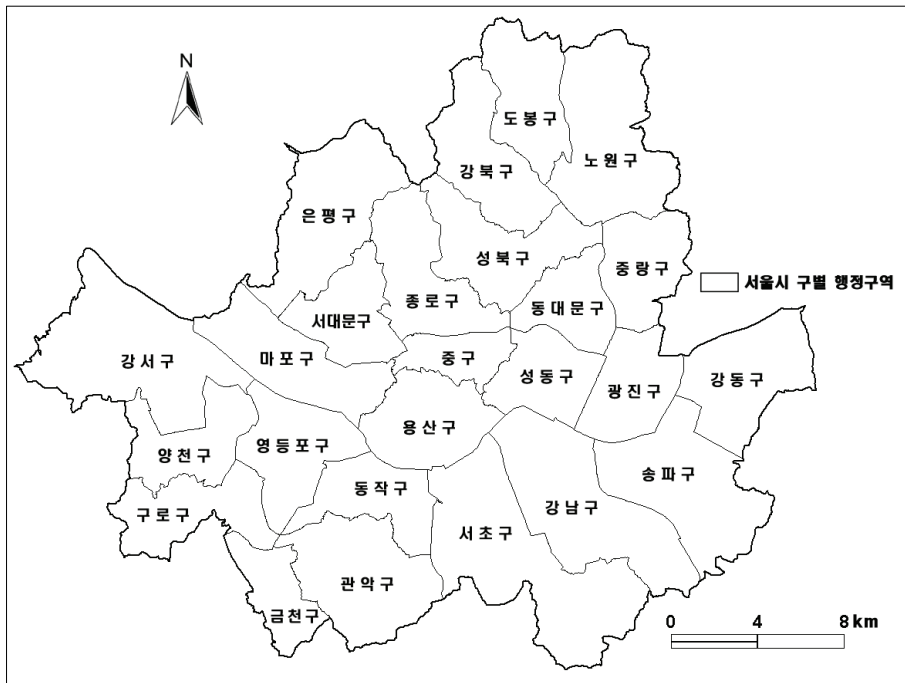 N
도봉구
노원구
강북구
은평구
성북구
중랑구
서울시 구별 행정구역
종로구
동대문구
서대문구
마포구
중구
강서구
성동구
광진구
강동구
용산구
영등포구
양천구
송파구
동작구
강남구
구로구
서초구
관악구
금천구
0 4 8 km